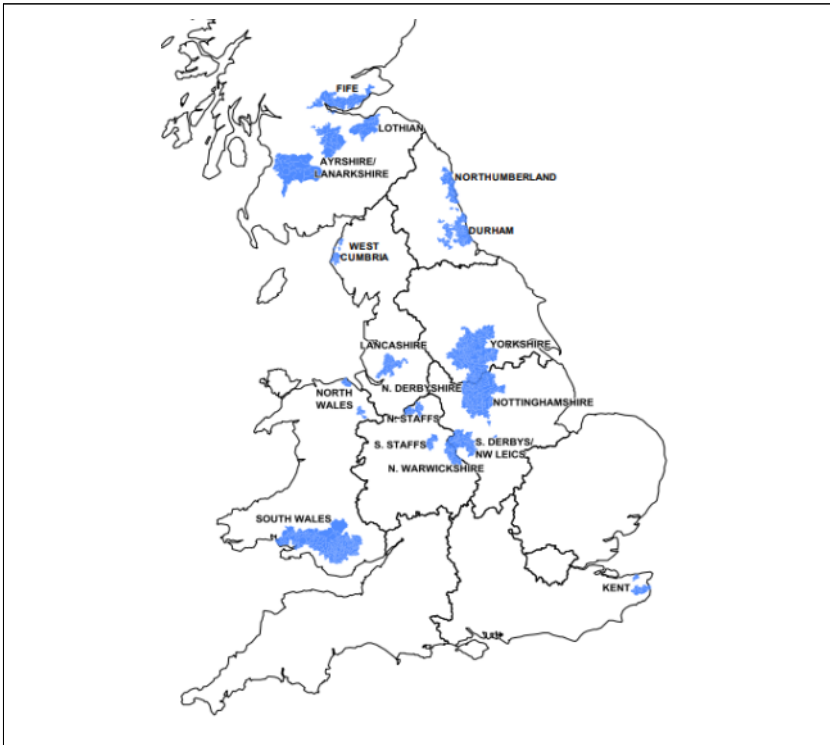 FIFE
LOTHIAN
AYRSHIRE/
LANARKSHIRE
NORTHUMBERLAND
DURHAM
WEST
CUMBRIA
LANCASHIRE
YORKSHIRE
N. DERBYSHIRE
NORTH
WALES
NOTTINGHAMSHIRE
N. STAFFS
S. STAFFS
S. DERBYS/
NW LEICS
N. WARWICKSHIRE
SOUTH WALES
KENT